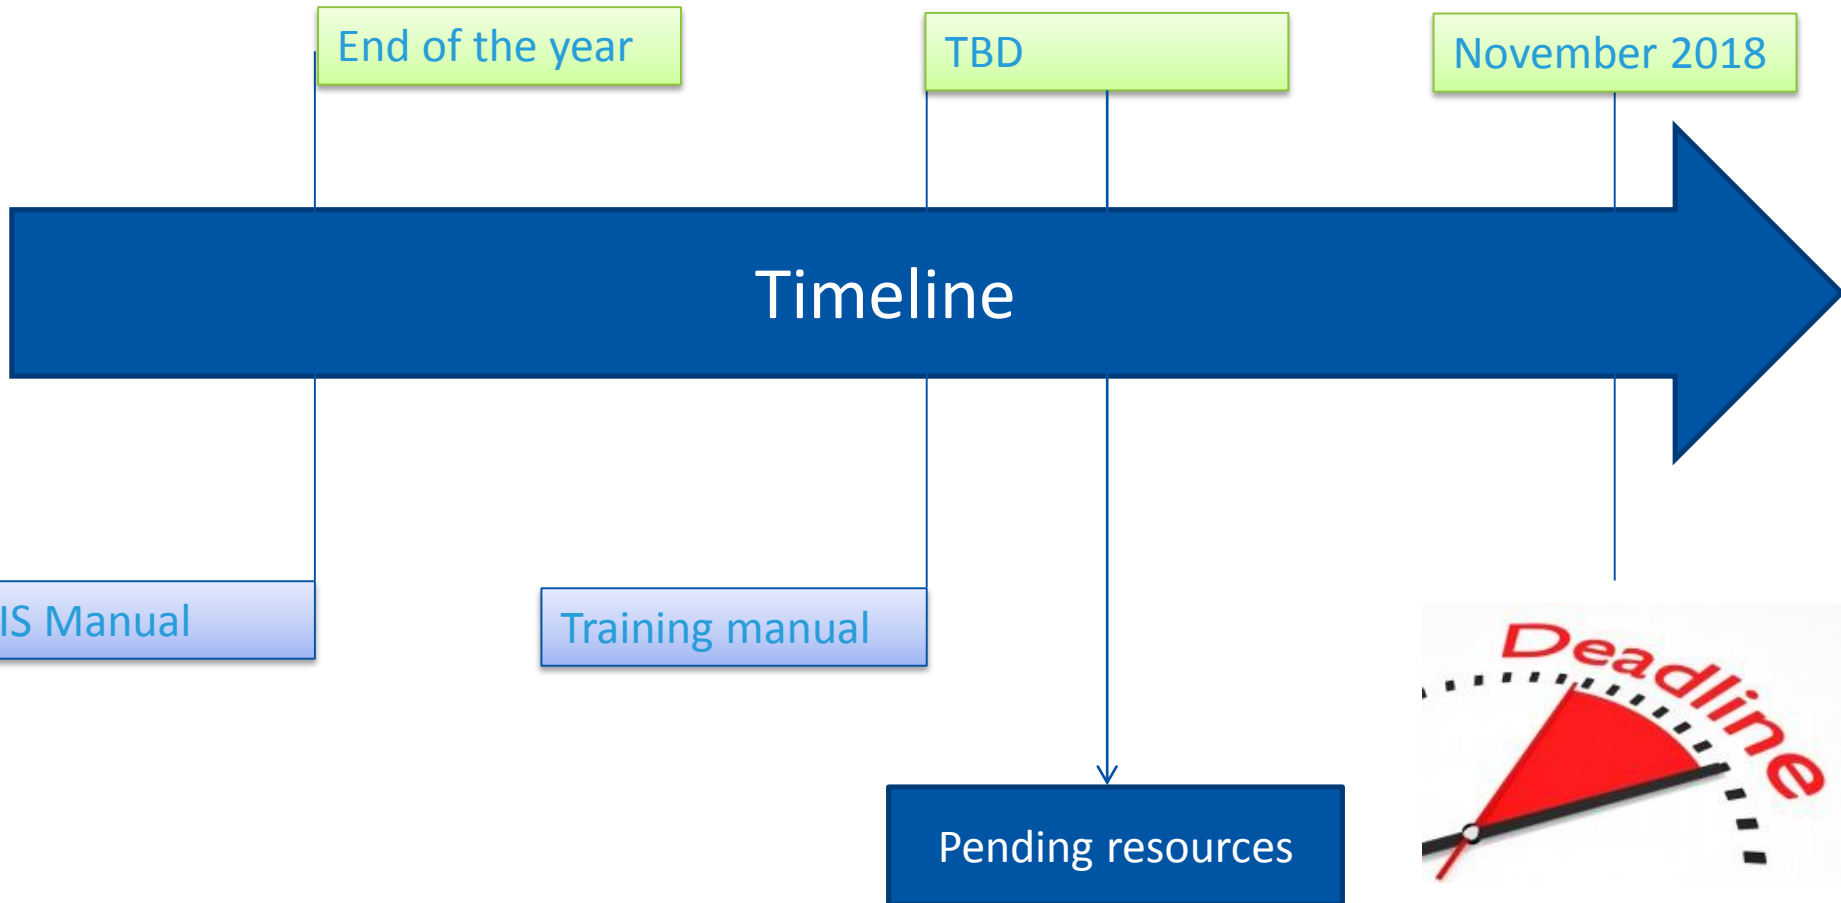 End of the year
TBD
November 2018
Timeline
IS Manual
Training manual
Deadline
Pending resources